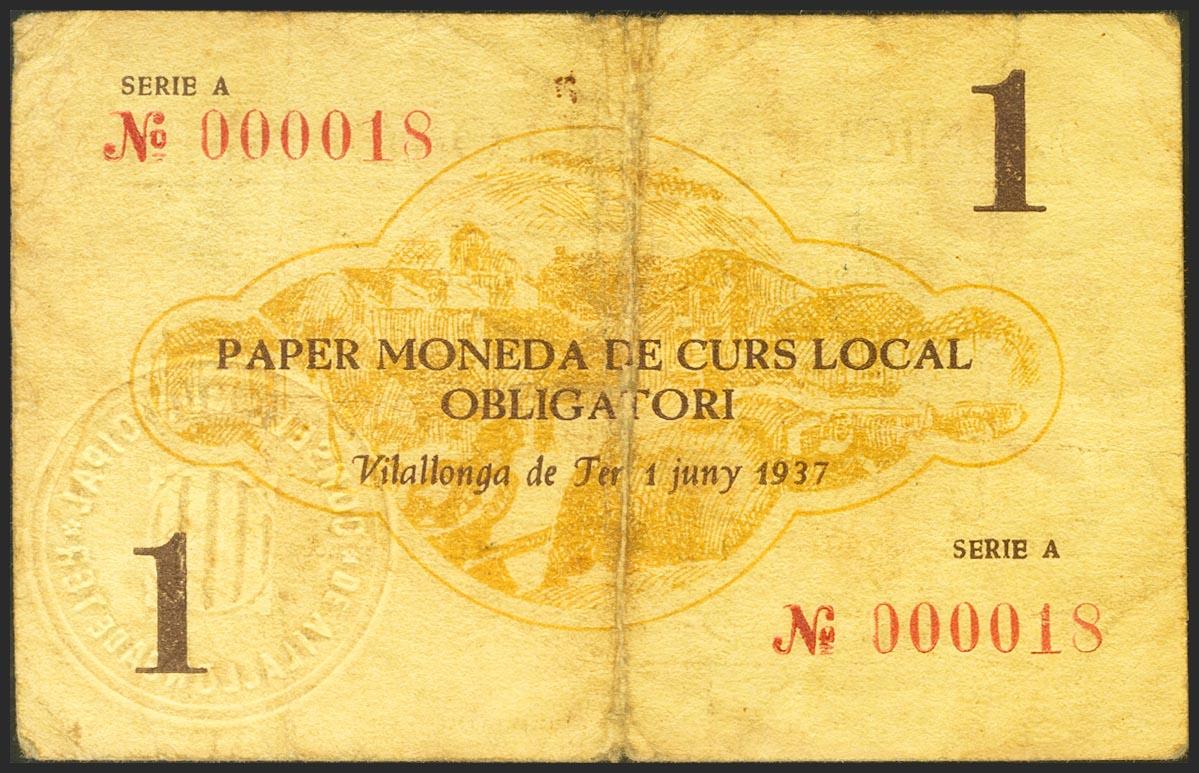 SERIE A
Nº 000018
1
PAPER MONEDA DE CURS LOCAL
OBLIGATORI
Vilallonga de Ter 1 juny 1937
1
SERIE A
Nº 000018